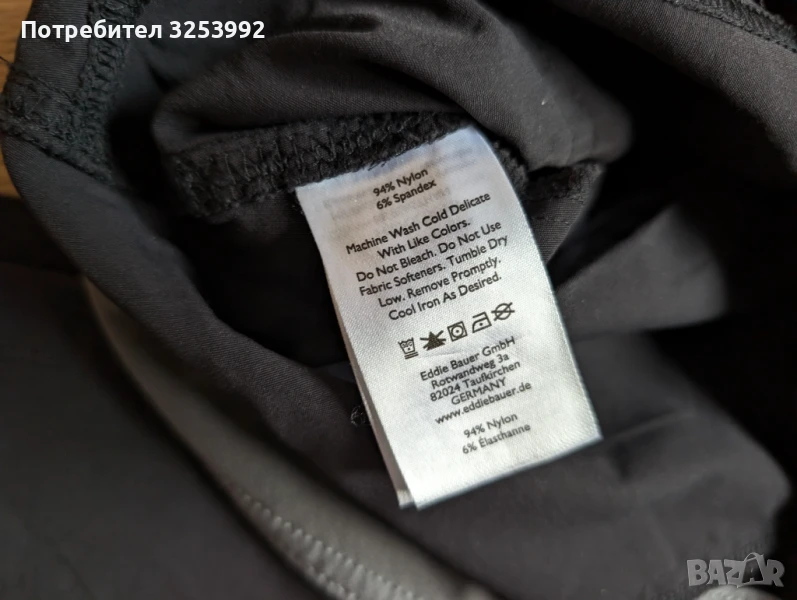 Потребител 3253992
94% Nylon
6% Spandex
Machine Wash Cold Delicate
With Like Colors.
Do Not Bleach. Do Not Use
Fabric Softeners. Tumble Dry
Low. Remove Promptly.
Cool Iron As Desired.
Eddie Bauer GmbH
Rotwandweg 3a
82024 Taufkirchen
GERMANY
www.eddiebauer.de
94% Nylon
6% Élasthanne
BAZAR